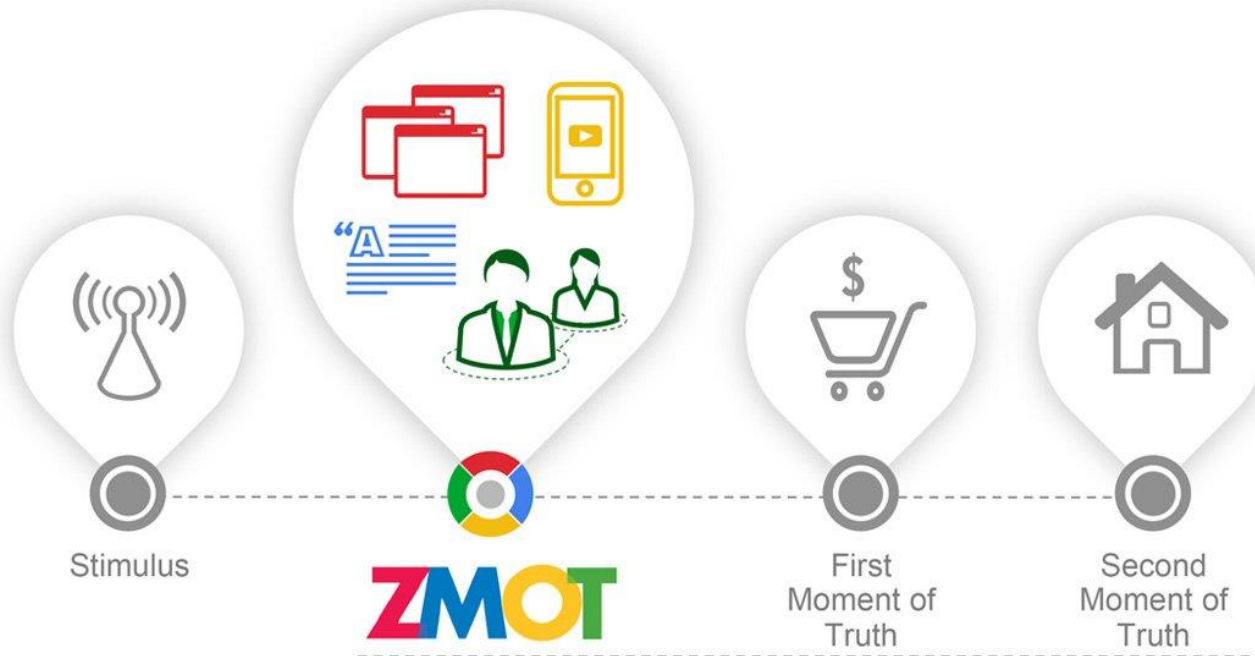 “A
$
Stimulus
ZMOT
First
Moment of
Truth
Second
Moment of
Truth